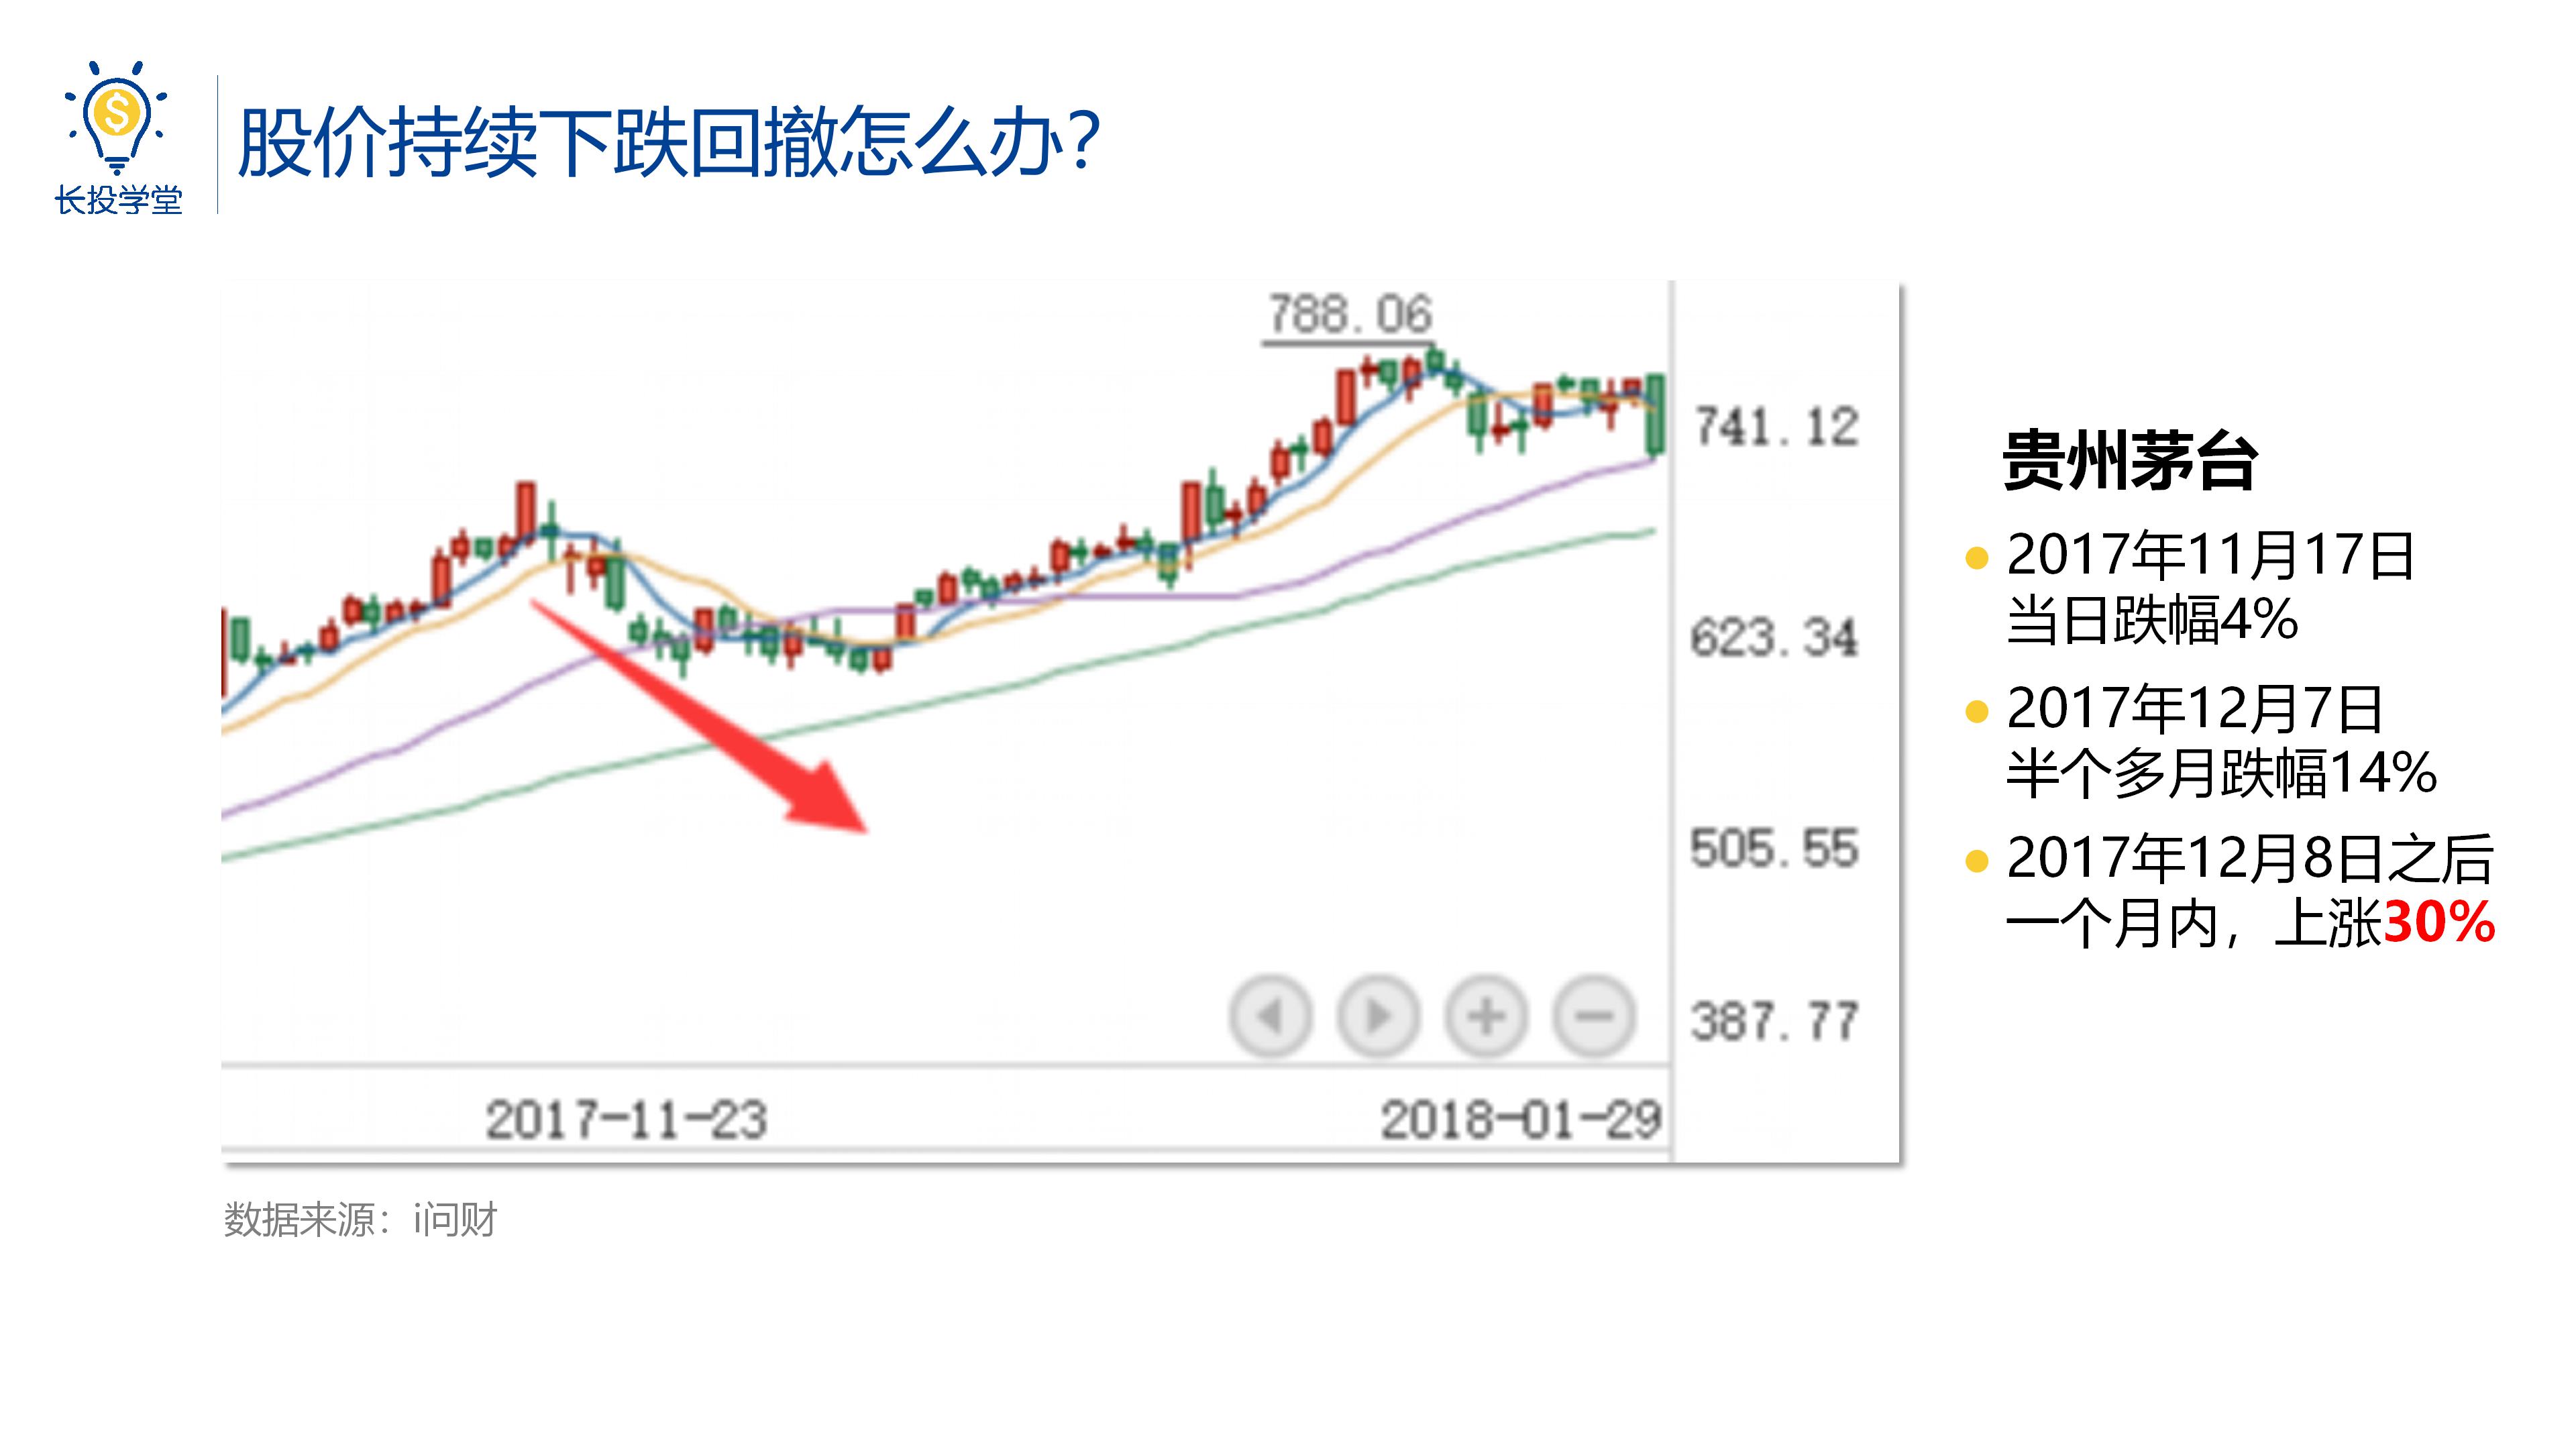 长投学堂
股价持续下跌回撤怎么办?
788.06
741.12
623.34
505.55
387.77
2017-11-23
2018-01-29
数据来源：i问财
贵州茅台
2017年11月17日
当日跌幅4%
2017年12月7日
半个多月跌幅14%
2017年12月8日之后
一个月内，上涨30%